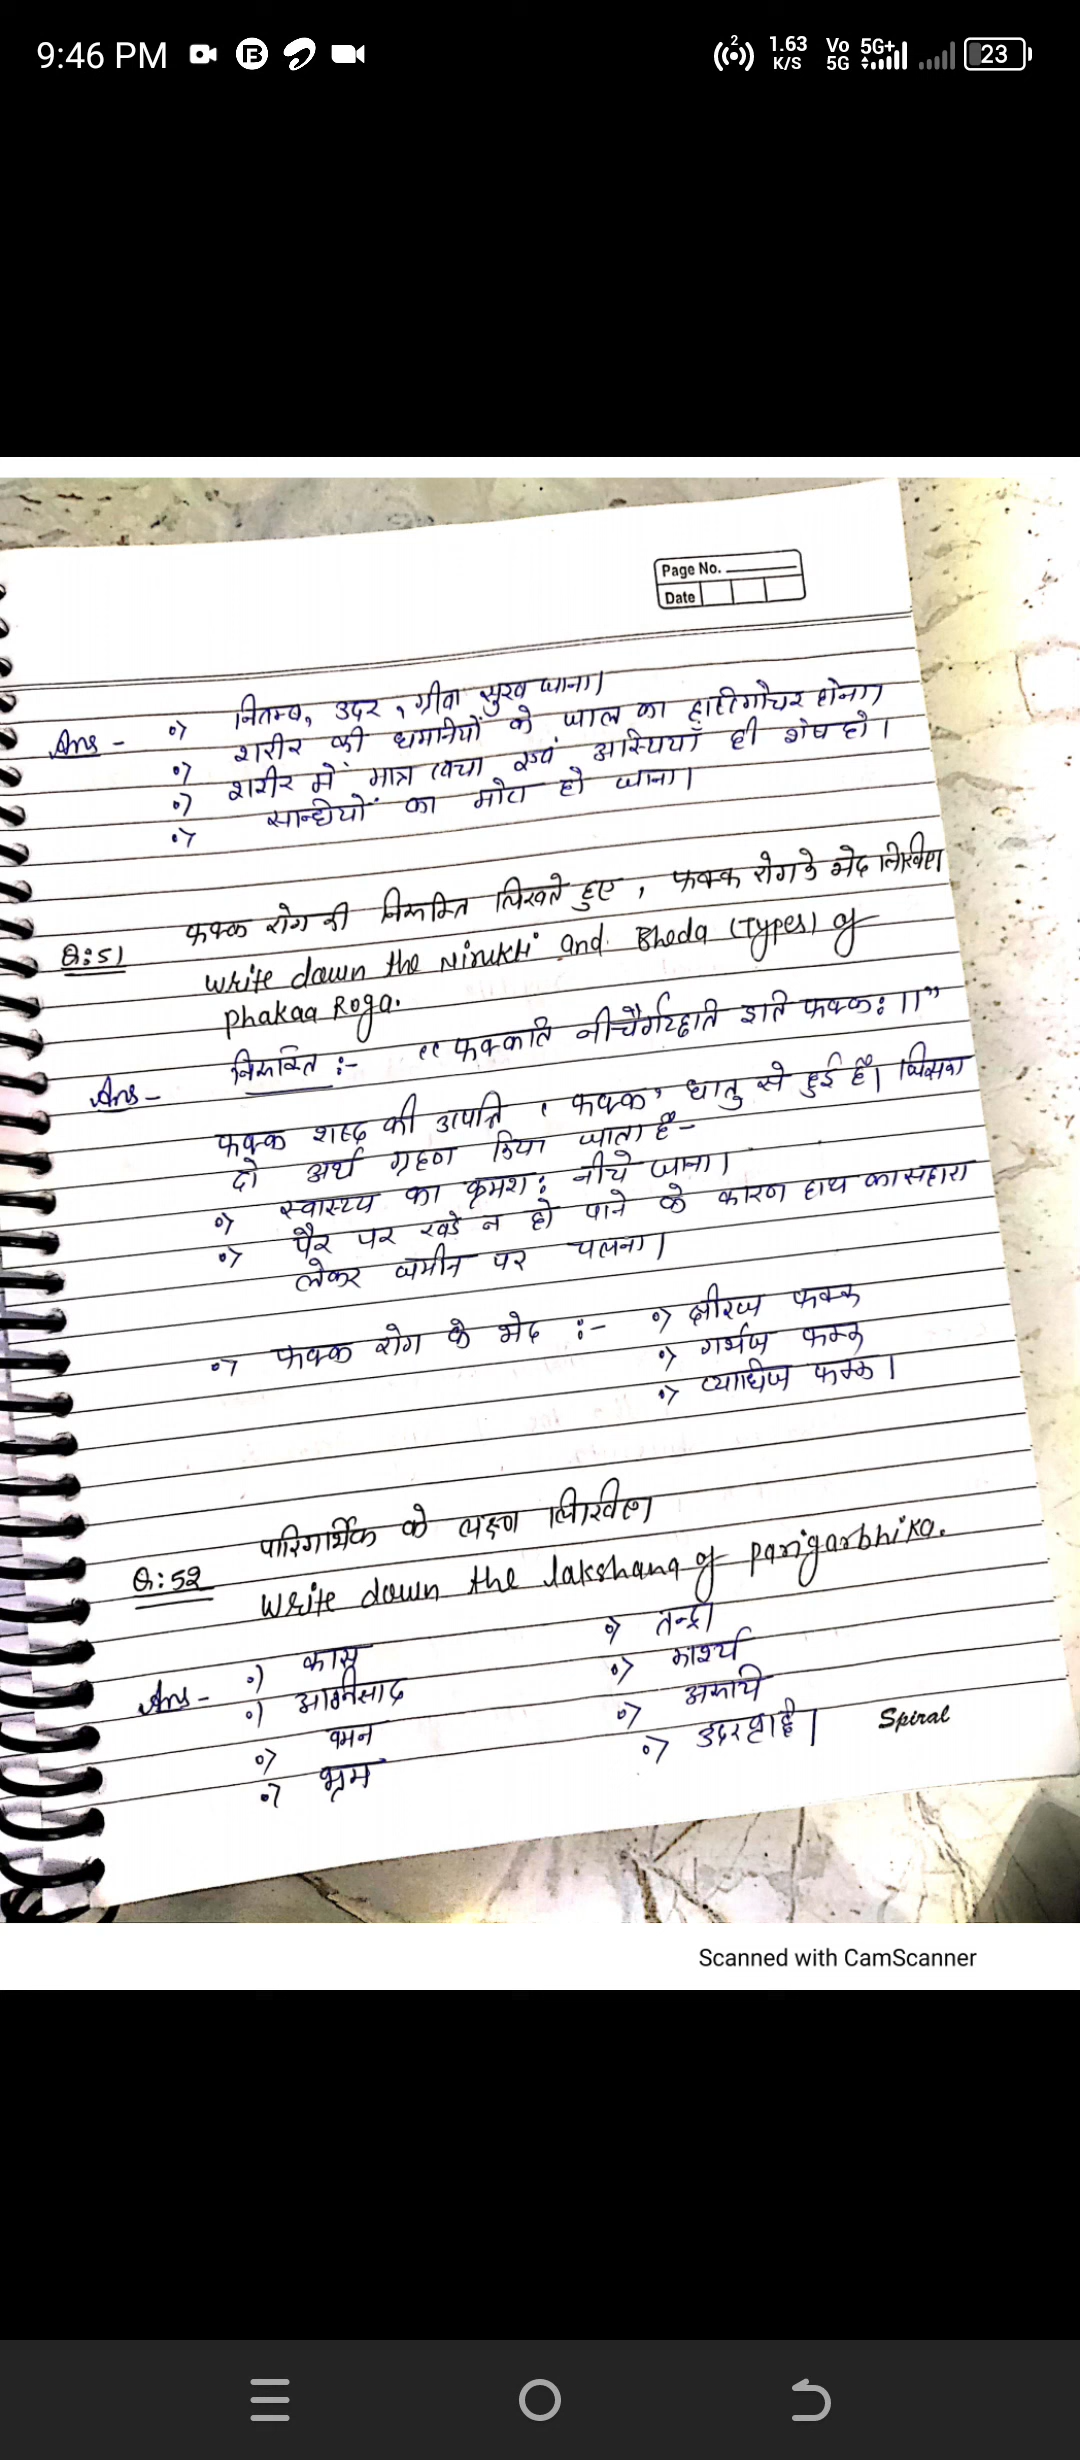 9:46 PM
1.63 K/S Vo 5G 5G+ 23
Page No.
Date
Ans - नितम्ब, उदर, ग्रीवा सुख जाना।
शरीर की धमनियों के जाल का दृष्टिगोचर होना।
शरीर में मात्र त्वचा एवं अस्थियाँ ही शेष हो।
सान्धियों का मोटा हो जाना।
Q:51 फक्क रोग की निरूक्ति लिखते हुए, फक्क रोग के भेद लिखिए।
write down the Nirukti and Bheda (Types) of
Phakaa Roga.
Ans - निरूक्ति :- "फक्कति नीचैर्गच्छति इति फक्कः।।"
फक्क शब्द की उत्पत्ति 'फक्क' धातु से हुई है। जिसका
दो अर्थ ग्रहण किया जाता है-
स्वास्थ्य का क्रमशः नीचे जाना।
पैर पर खडे न हो पाने के कारण हाथ का सहारा
लेकर जमीन पर चलना।
फक्क रोग के भेद :- क्षीरज फक्क
गर्भज फक्क
व्याधिज फक्क।
Q:52 पारिगर्भिक के लक्षण लिखिए।
write down the lakshana of parigarbhika.
Ans - कास तन्द्रा
अग्निसाद कार्श्य
वमन अरूचि
भ्रम उदरवृद्धि।
Spiral
Scanned with CamScanner